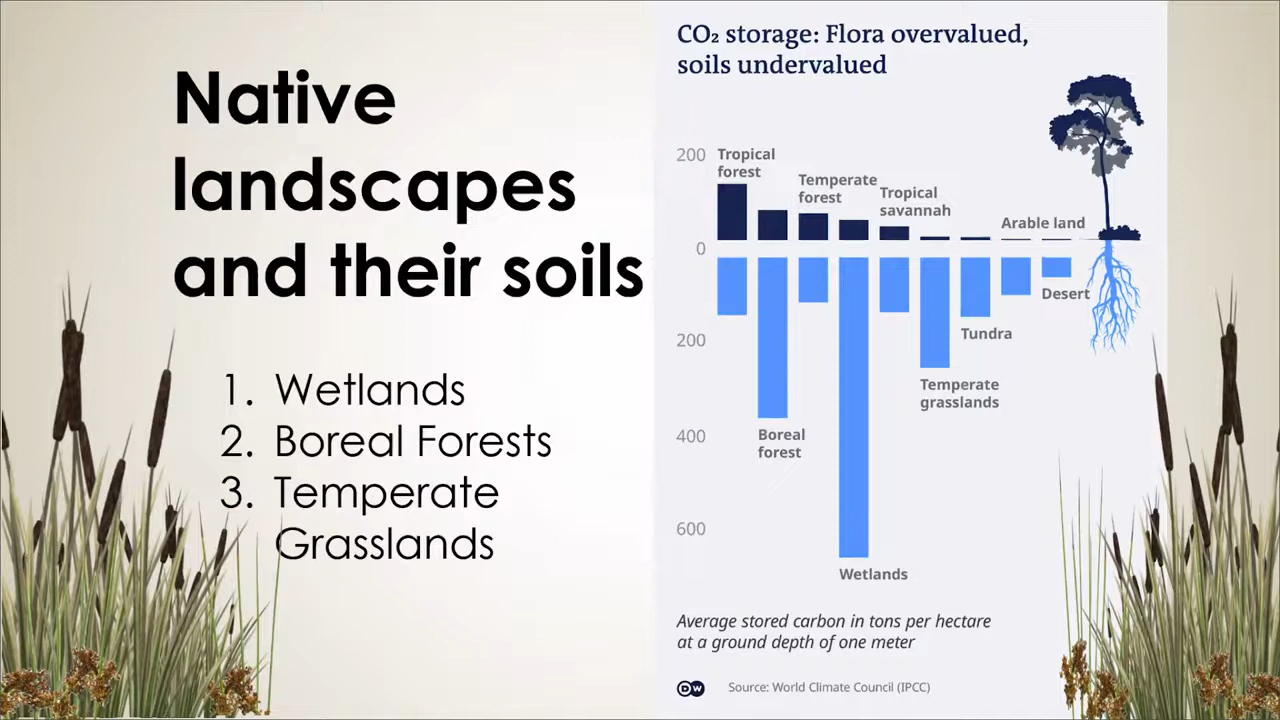 Native
landscapes
and their soils
1. Wetlands
2. Boreal Forests
3. Temperate
Grasslands
CO₂ storage: Flora overvalued,
soils undervalued
200
Tropical
forest
Temperate
forest
Tropical
savannah
Arable land
0
Desert
200
Tundra
Temperate
grasslands
400
Boreal
forest
600
Wetlands
Average stored carbon in tons per hectare
at a ground depth of one meter
DW
Source: World Climate Council (IPCC)